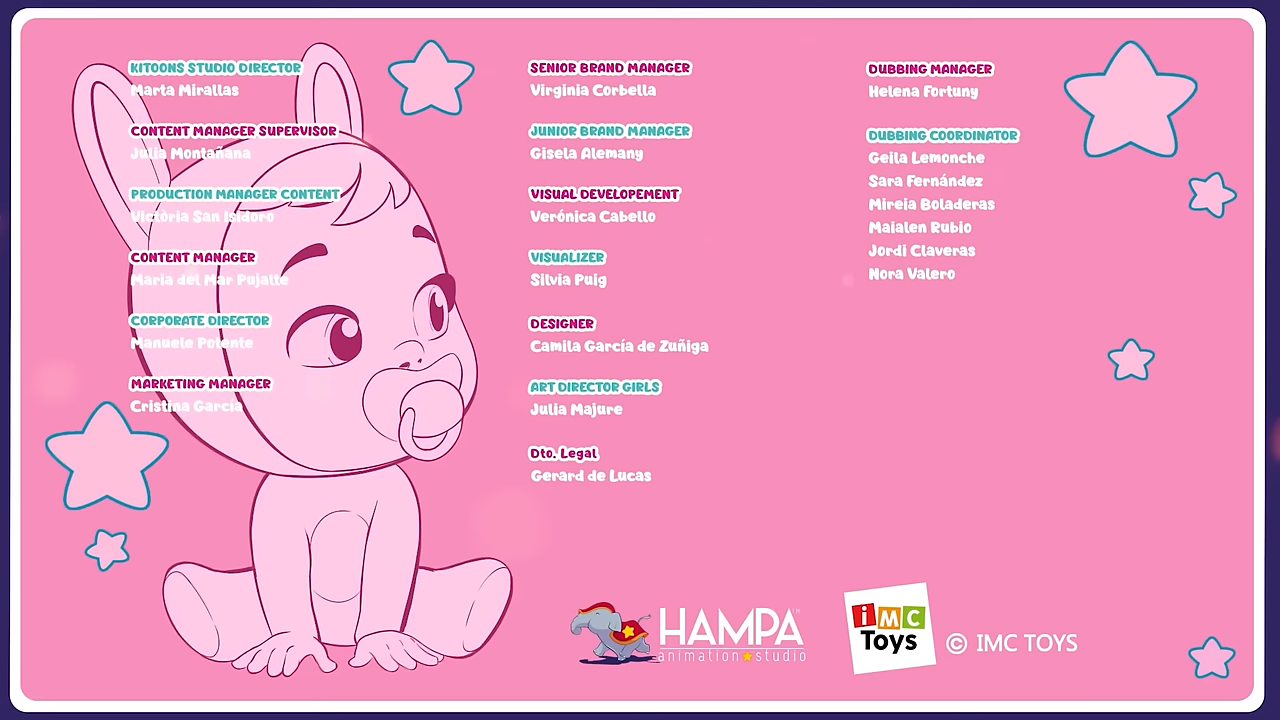 KITOONS STUDIO DIRECTOR
Marta Mirallas
CONTENT MANAGER SUPERVISOR
Julia Montañana
PRODUCTION MANAGER CONTENT
Victòria San Isidoro
CONTENT MANAGER
Maria del Mar Pujalte
CORPORATE DIRECTOR
Manuele Potente
MARKETING MANAGER
Cristina García
SENIOR BRAND MANAGER
Virginia Corbella
JUNIOR BRAND MANAGER
Gisela Alemany
VISUAL DEVELOPEMENT
Verónica Cabello
VISUALIZER
Silvia Puig
DESIGNER
Camila García de Zuñiga
ART DIRECTOR GIRLS
Julia Majure
Dto. Legal
Gerard de Lucas
DUBBING MANAGER
Helena Fortuny
DUBBING COORDINATOR
Geila Lemonche
Sara Fernández
Mireia Boladeras
Maialen Rubio
Jordi Claveras
Nora Valero
HAMPA™
animation studio
iMC
Toys
© IMC TOYS